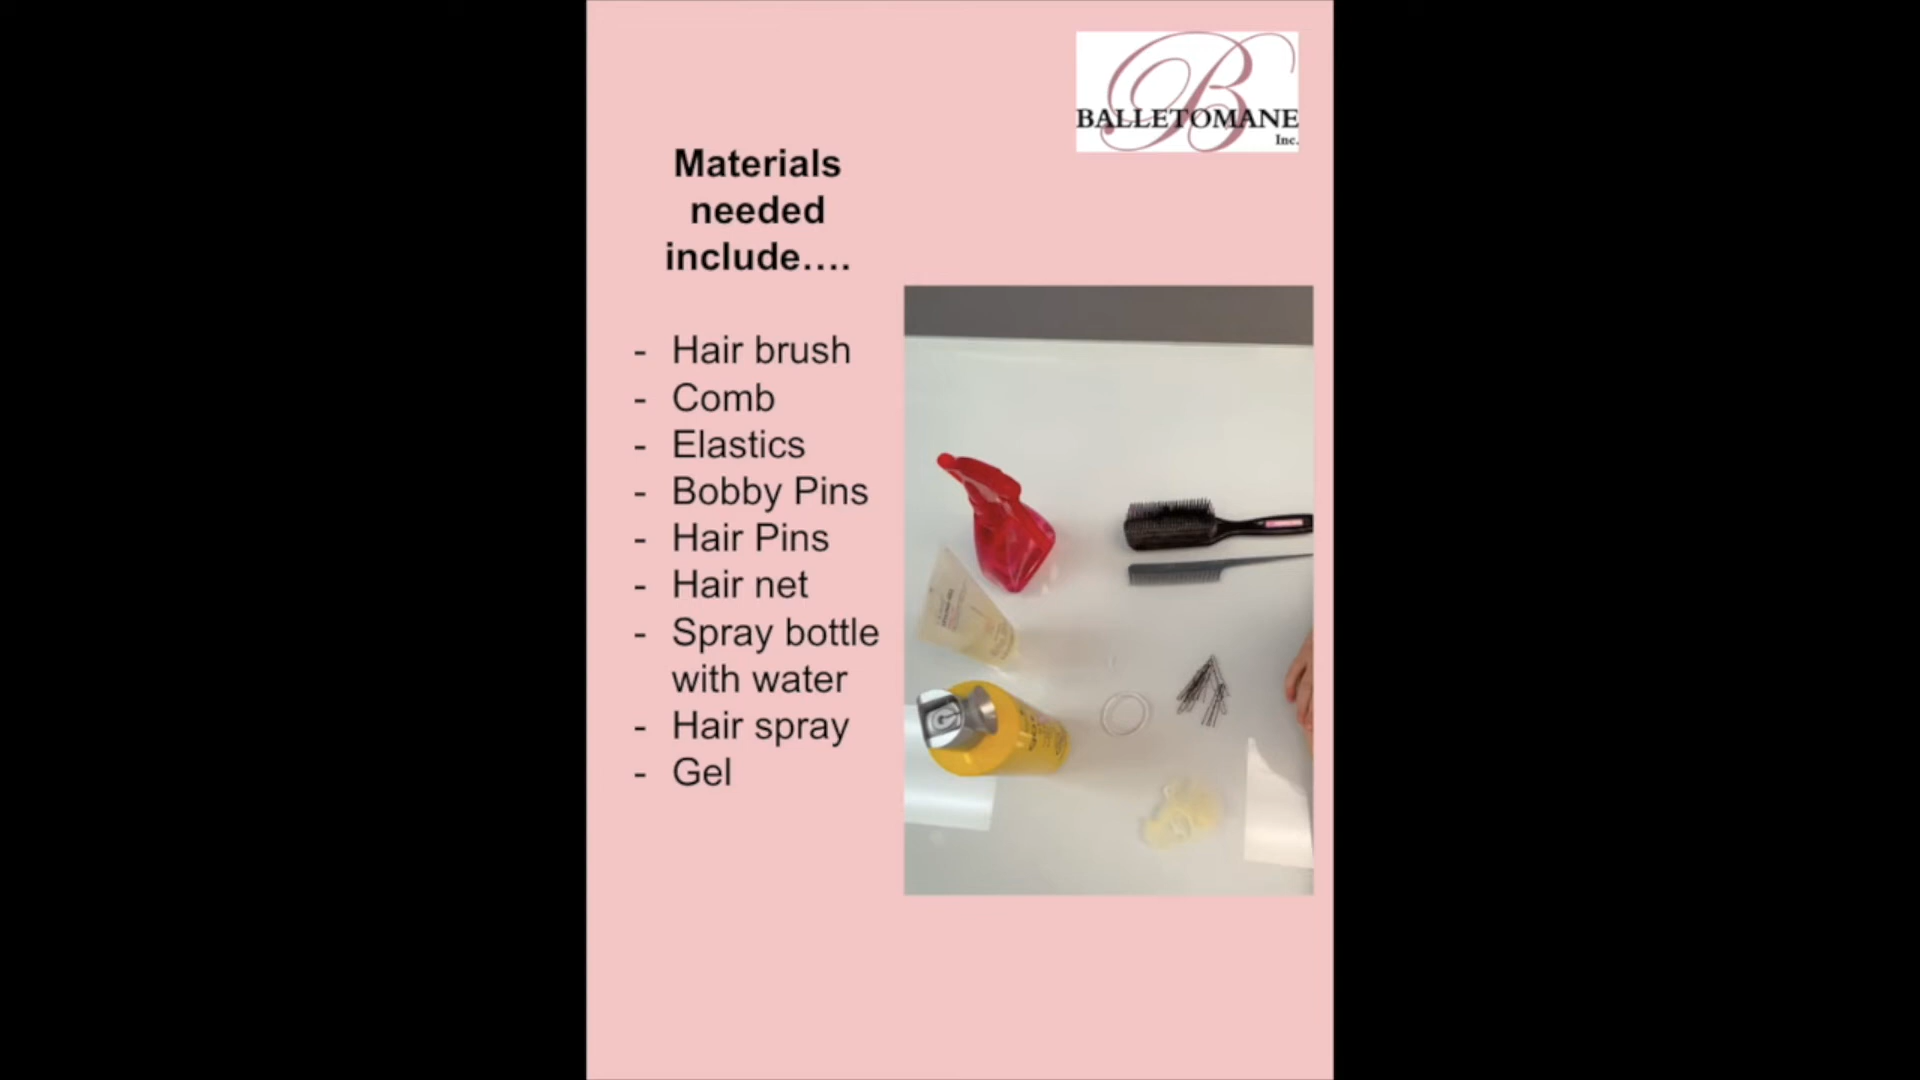 B
BALLETOMANE
Inc.
Materials
needed
include….
- Hair brush
- Comb
- Elastics
- Bobby Pins
- Hair Pins
- Hair net
- Spray bottle
with water
- Hair spray
- Gel